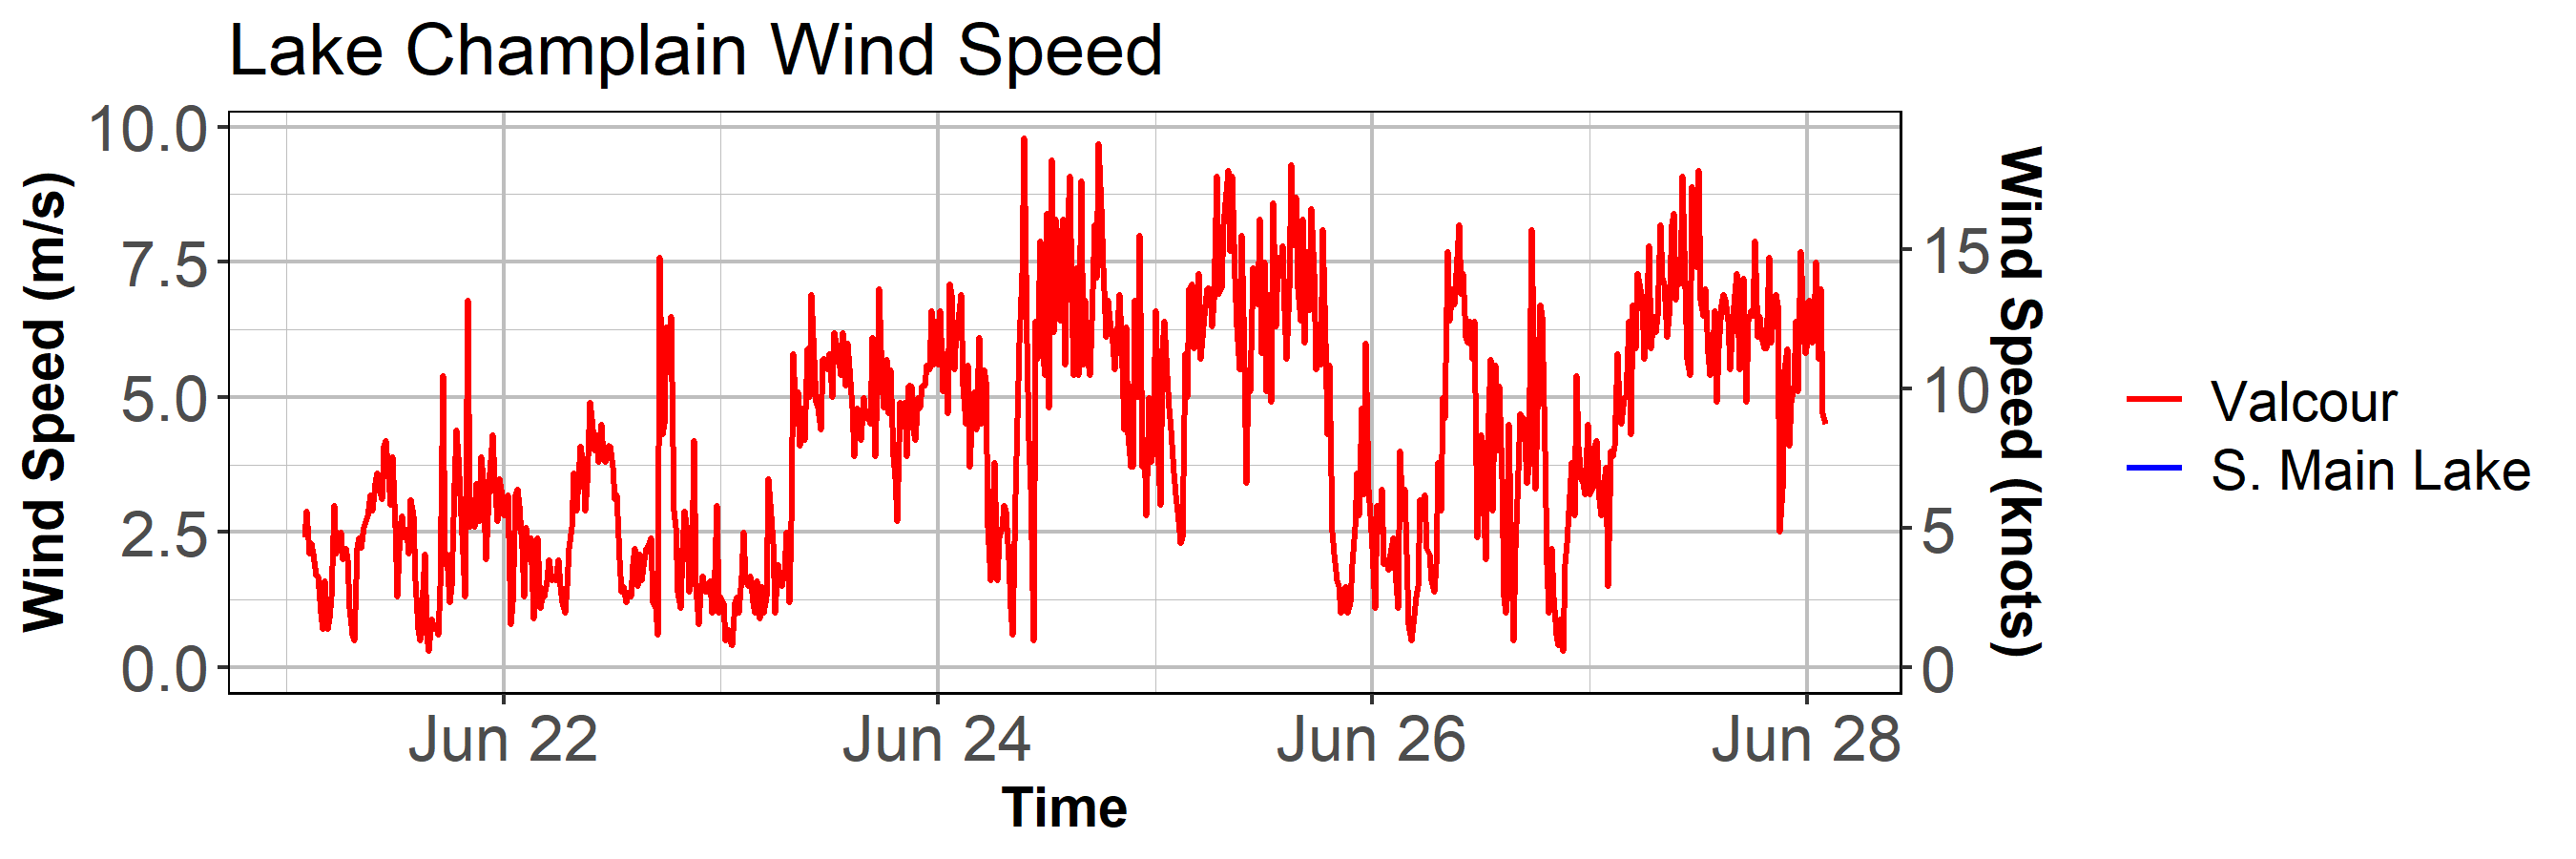 Lake Champlain Wind Speed
Wind Speed (m/s)
10.0
7.5
5.0
2.5
0.0
15
10
5
0
Wind Speed (knots)
Jun 22
Jun 24
Jun 26
Jun 28
Time
Valcour
S. Main Lake